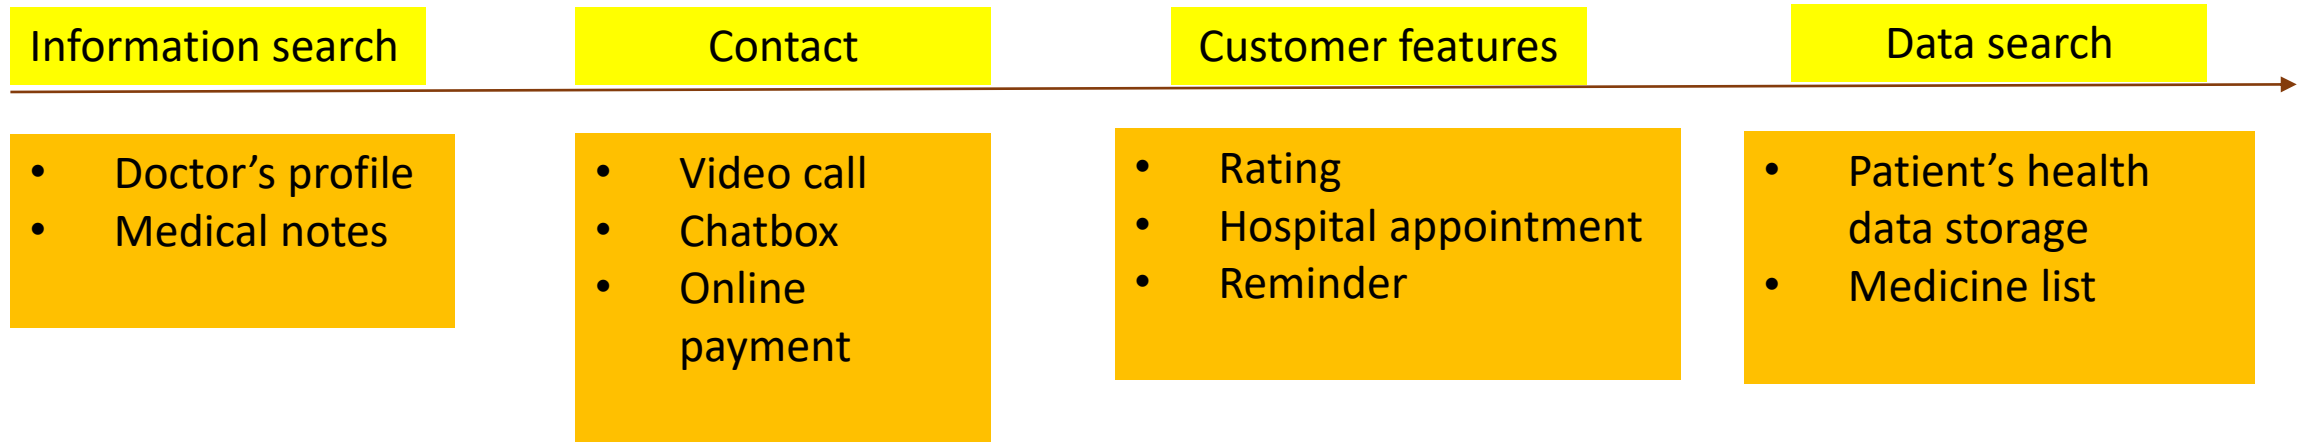 Information search
Contact
Customer features
Data search
• Doctor’s profile
• Medical notes
• Video call
• Chatbox
• Online
payment
• Rating
• Hospital appointment
• Reminder
• Patient’s health
data storage
• Medicine list